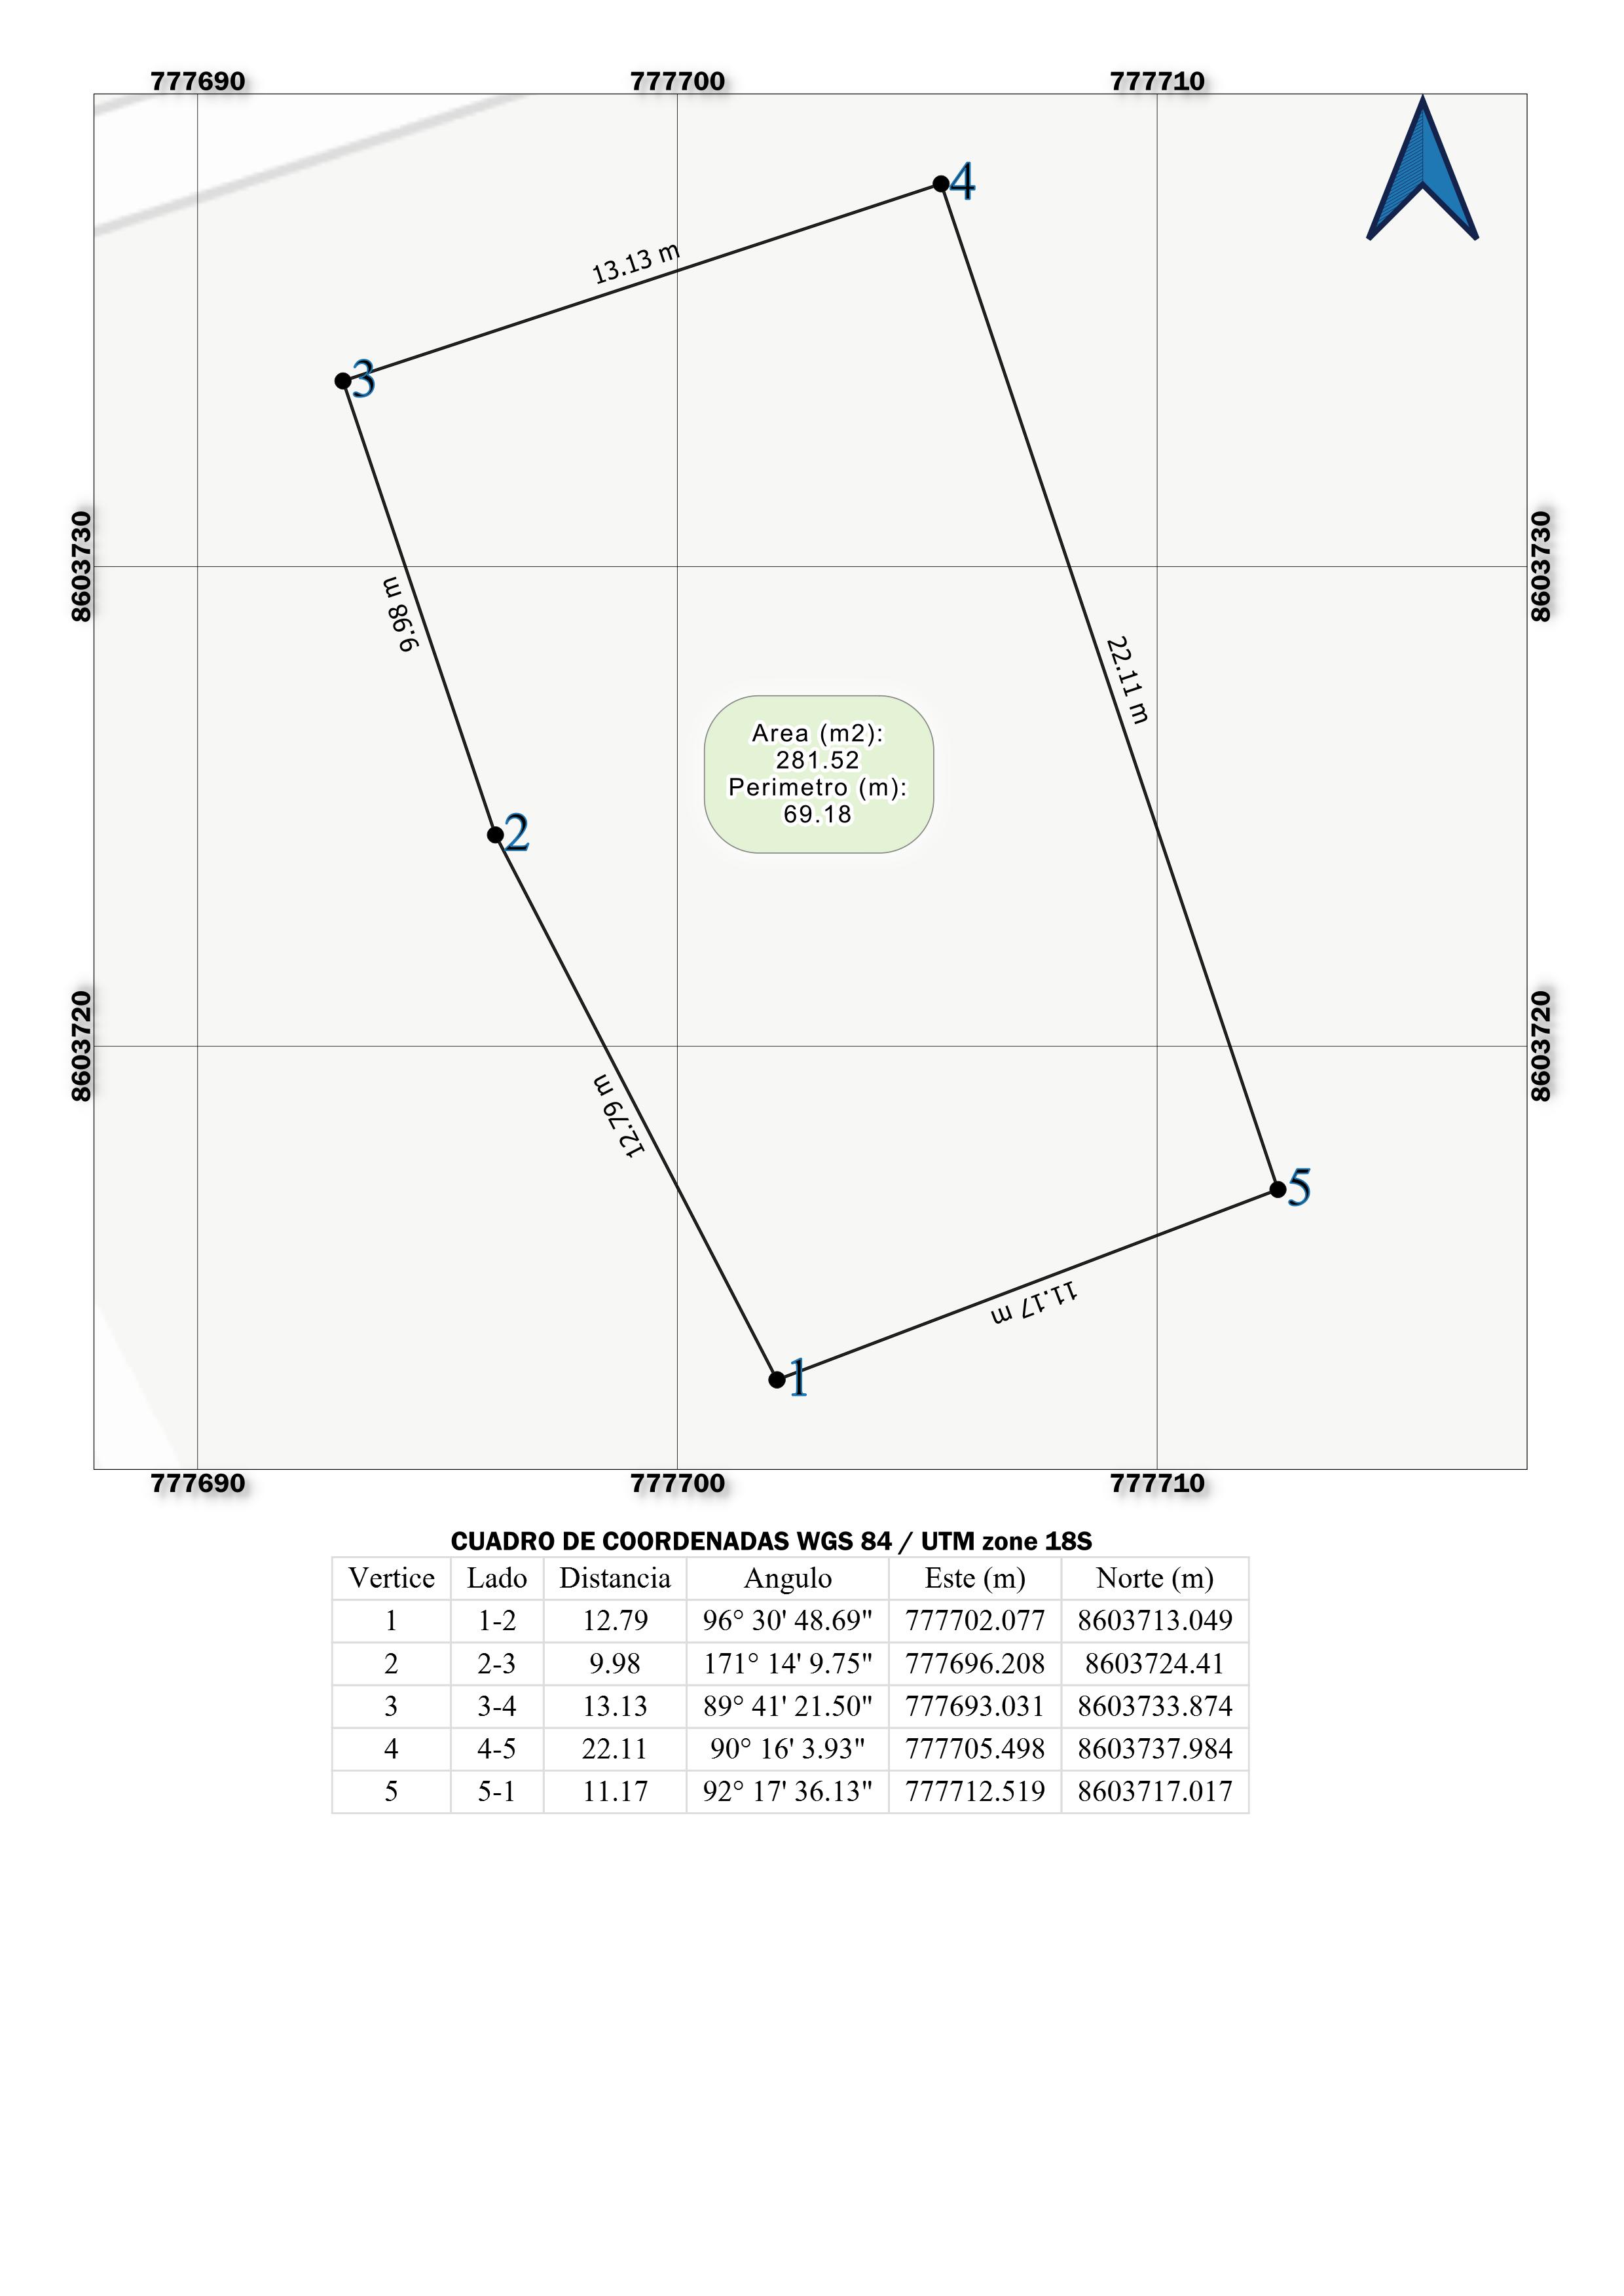 777690 777700 777710
4
13.13 m
3
8603730 8603730
9.98 m
22.11 m
Area (m2):
281.52
Perimetro (m):
69.18
2
8603720 8603720
12.79 m
5
11.17 m
1
777690 777700 777710
CUADRO DE COORDENADAS WGS 84 / UTM zone 18S
Vertice Lado Distancia Angulo Este (m) Norte (m)
1 1-2 12.79 96° 30' 48.69" 777702.077 8603713.049
2 2-3 9.98 171° 14' 9.75" 777696.208 8603724.41
3 3-4 13.13 89° 41' 21.50" 777693.031 8603733.874
4 4-5 22.11 90° 16' 3.93" 777705.498 8603737.984
5 5-1 11.17 92° 17' 36.13" 777712.519 8603717.017